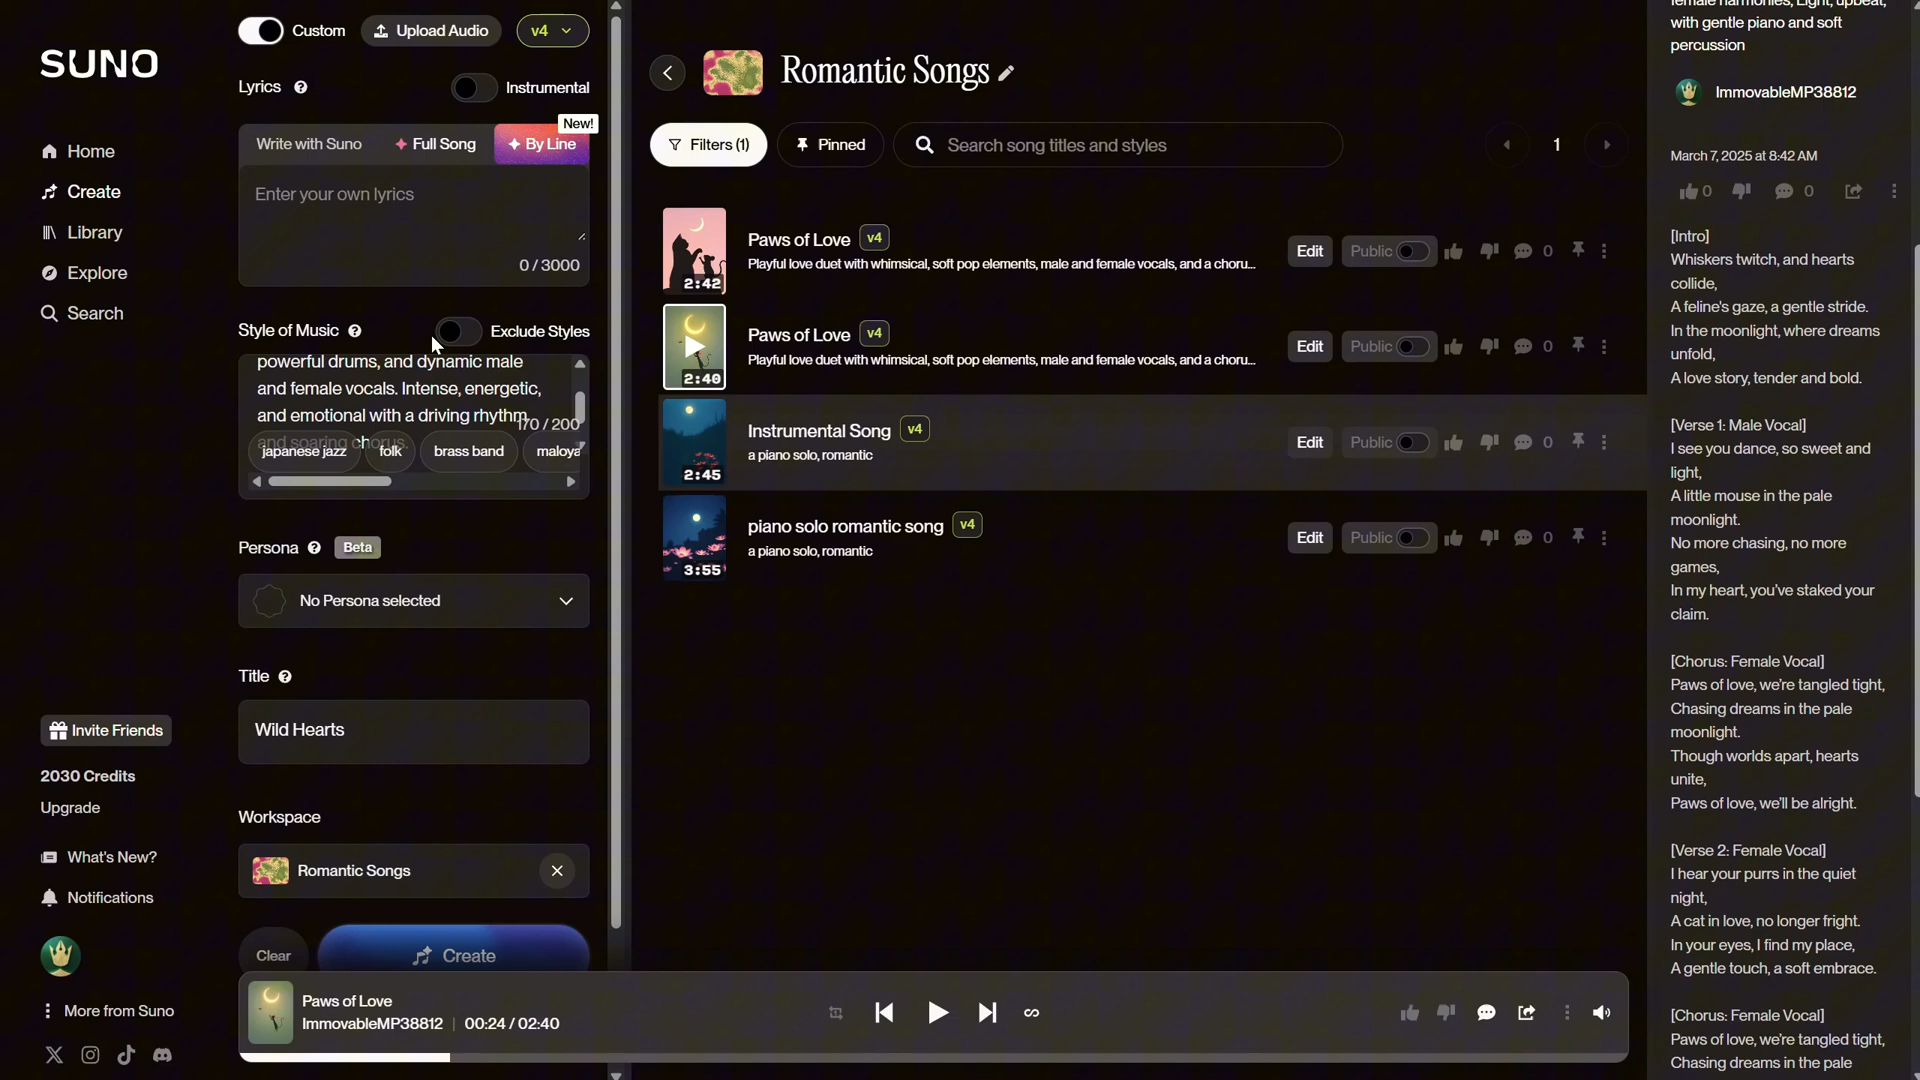 SUNO
Home
Create
Library
Explore
Search
Invite Friends
2030 Credits
Upgrade
What's New?
Notifications
More from Suno
Custom
Upload Audio
v4
Lyrics
Instrumental
New!
Write with Suno
Full Song
By Line
Enter your own lyrics
0 / 3000
Style of Music
Exclude Styles
powerful drums, and dynamic male
and female vocals. Intense, energetic,
and emotional with a driving rhythm
170 / 200
and soaring chorus.
japanese jazz
folk
brass band
maloya
Persona
Beta
No Persona selected
Title
Wild Hearts
Workspace
Romantic Songs
Clear
Create
Romantic Songs
Filters (1)
Pinned
Search song titles and styles
1
2:42
Paws of Love v4
Playful love duet with whimsical, soft pop elements, male and female vocals, and a choru...
Edit
Public
0
2:40
Paws of Love v4
Playful love duet with whimsical, soft pop elements, male and female vocals, and a choru...
Edit
Public
0
2:45
Instrumental Song v4
a piano solo, romantic
Edit
Public
0
3:55
piano solo romantic song v4
a piano solo, romantic
Edit
Public
0
female harmonies, Light, upbeat,
with gentle piano and soft
percussion
ImmovableMP38812
March 7, 2025 at 8:42 AM
0
0
[Intro]
Whiskers twitch, and hearts
collide,
A feline's gaze, a gentle stride.
In the moonlight, where dreams
unfold,
A love story, tender and bold.
[Verse 1: Male Vocal]
I see you dance, so sweet and
light,
A little mouse in the pale
moonlight.
No more chasing, no more
games,
In my heart, you've staked your
claim.
[Chorus: Female Vocal]
Paws of love, we're tangled tight,
Chasing dreams in the pale
moonlight.
Though worlds apart, hearts
unite,
Paws of love, we'll be alright.
[Verse 2: Female Vocal]
I hear your purrs in the quiet
night,
A cat in love, no longer fright.
In your eyes, I find my place,
A gentle touch, a soft embrace.
[Chorus: Female Vocal]
Paws of love, we're tangled tight,
Chasing dreams in the pale
Paws of Love
ImmovableMP38812
00:24 / 02:40